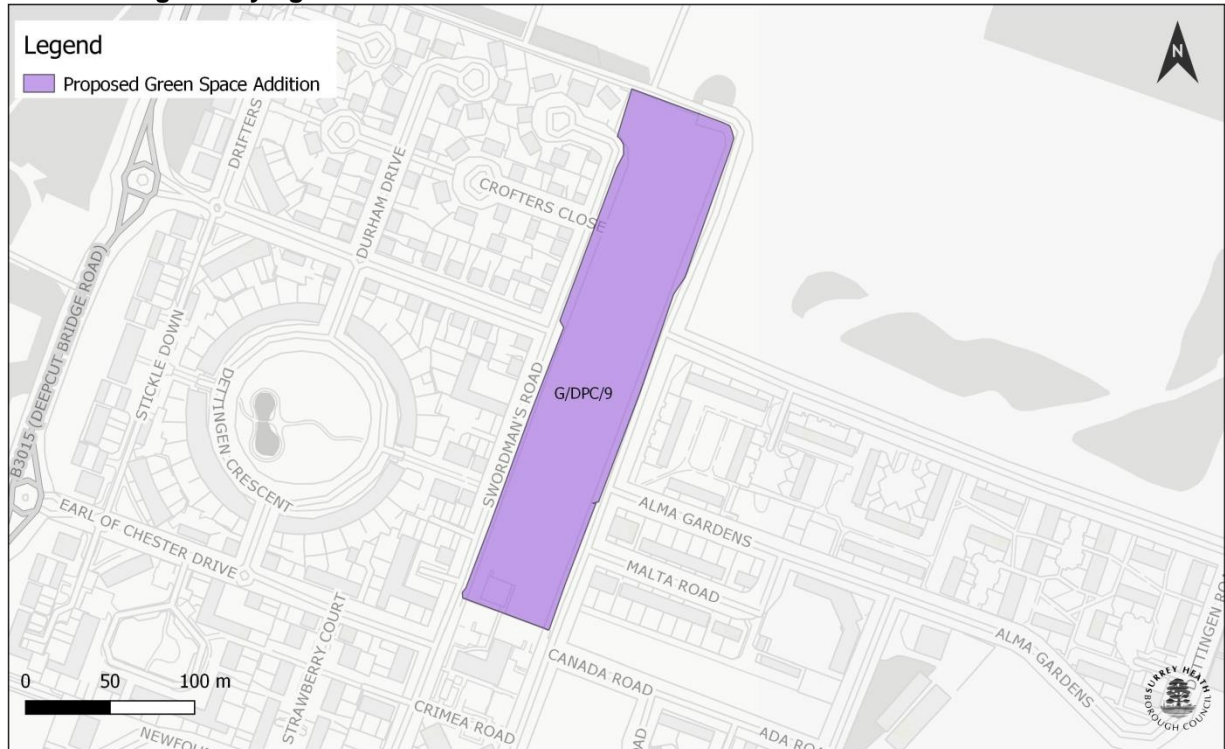 Legend
Proposed Green Space Addition
N
DRIFTERS
DURHAM DRIVE
CROFTERS CLOSE
B3015 (DEEPCUT BRIDGE ROAD)
STICKLE DOWN
DETTINGEN CRESCENT
SWORDMAN'S ROAD
G/DPC/9
EARL OF CHESTER DRIVE
ALMA GARDENS
MALTA ROAD
STRAWBERRY COURT
CANADA ROAD
ALMA GARDENS
CRIMEA ROAD
0 50 100 m
SURREY HEATH
BOROUGH COUNCIL